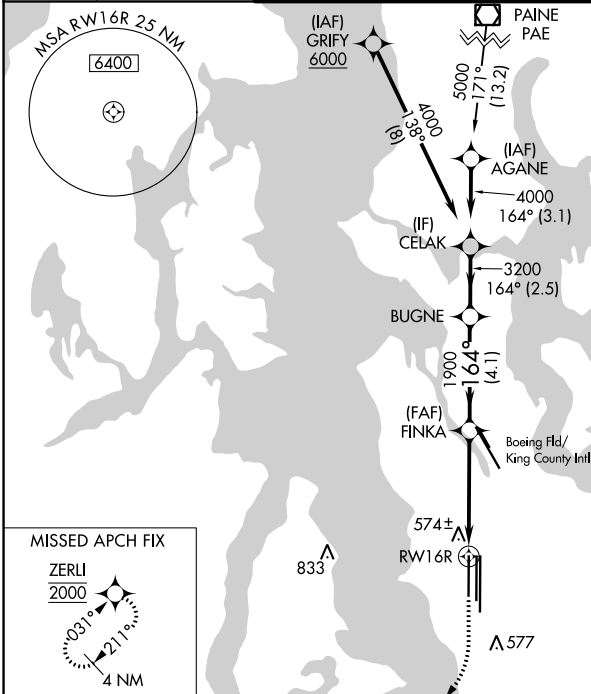 MSA RW16R 25 NM
6400
(IAF)
GRIFY
6000
PAINE
PAE
5000
171°
(13.2)
4000
138°
(8)
(IAF)
AGANE
4000
164° (3.1)
(IF)
CELAK
3200
164° (2.5)
BUGNE
1900
164°
(4.1)
(FAF)
FINKA
Boeing Fld/
King County Intl
574±
RW16R
833
577
MISSED APCH FIX
ZERLI
2000
031°
211°
4 NM